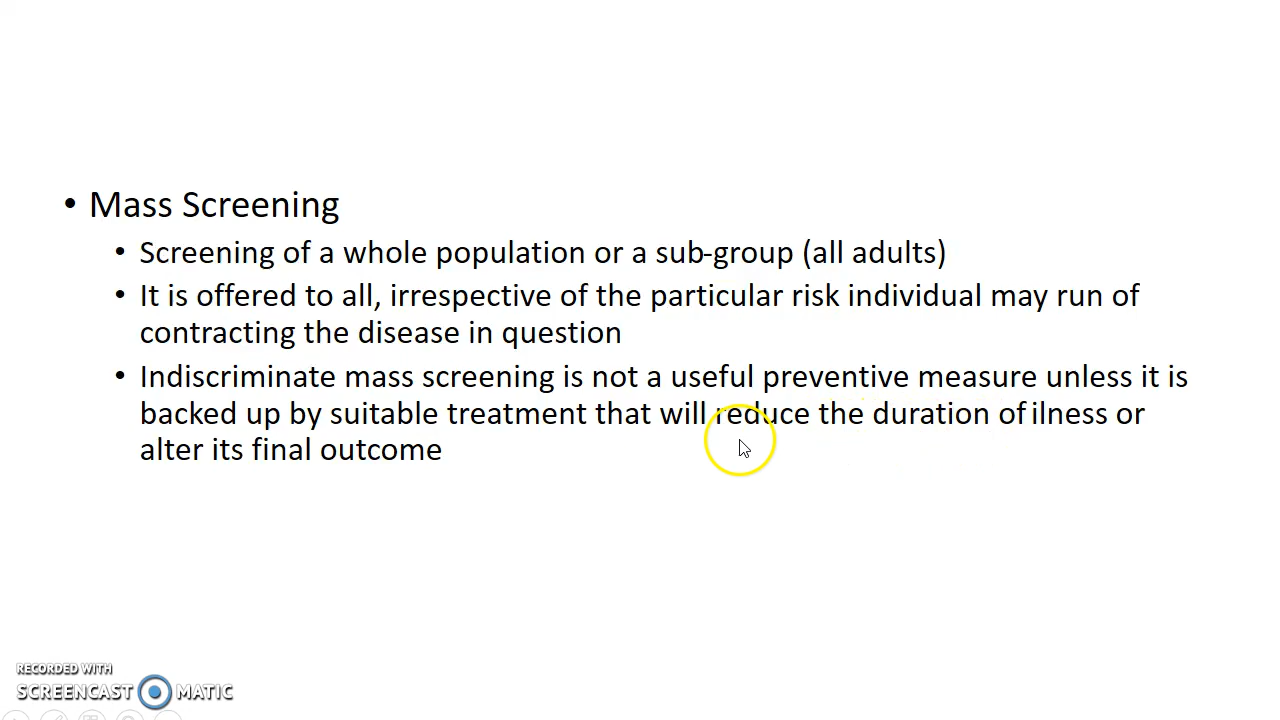 • Mass Screening
• Screening of a whole population or a sub-group (all adults)
• It is offered to all, irrespective of the particular risk individual may run of
contracting the disease in question
• Indiscriminate mass screening is not a useful preventive measure unless it is
backed up by suitable treatment that will reduce the duration of ilness or
alter its final outcome
RECORDED WITH
SCREENCAST MATIC